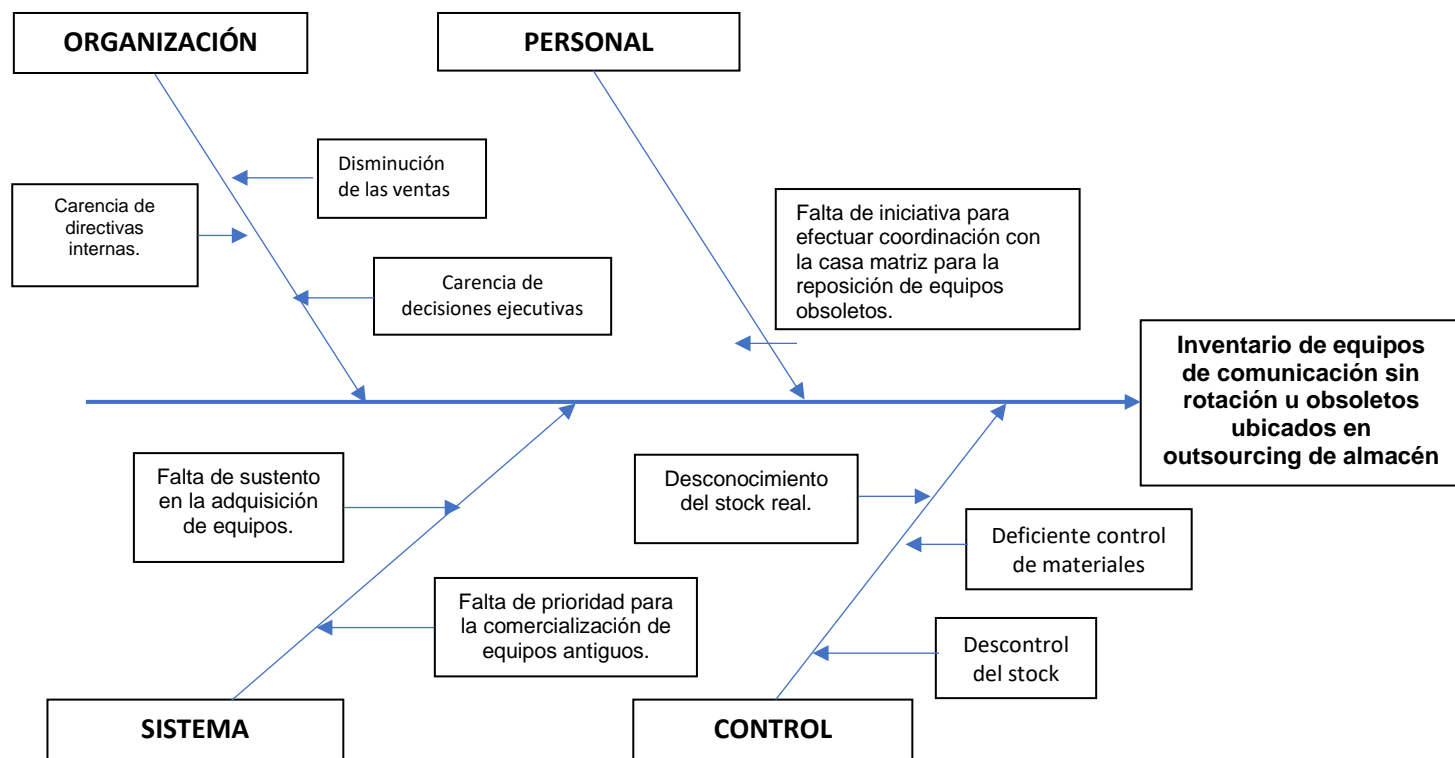 ORGANIZACIÓN
PERSONAL
Disminución
de las ventas
Carencia de
directivas
internas.
Falta de iniciativa para
efectuar coordinación con
la casa matriz para la
reposición de equipos
obsoletos.
Carencia de
decisiones ejecutivas
Inventario de equipos
de comunicación sin
rotación u obsoletos
ubicados en
outsourcing de almacén
Falta de sustento
en la adquisición
de equipos.
Desconocimiento
del stock real.
Deficiente control
de materiales
Falta de prioridad para
la comercialización de
equipos antiguos.
Descontrol
del stock
SISTEMA
CONTROL